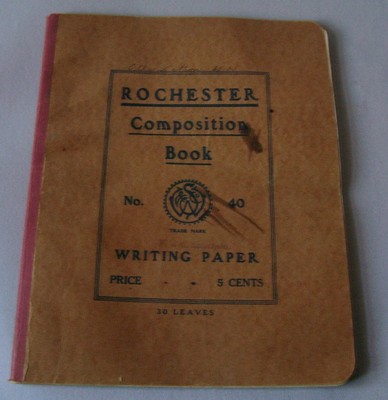 ROCHESTER
Composition
Book
No. 40
TRADE MARK
WRITING PAPER
PRICE - - 5 CENTS
30 LEAVES